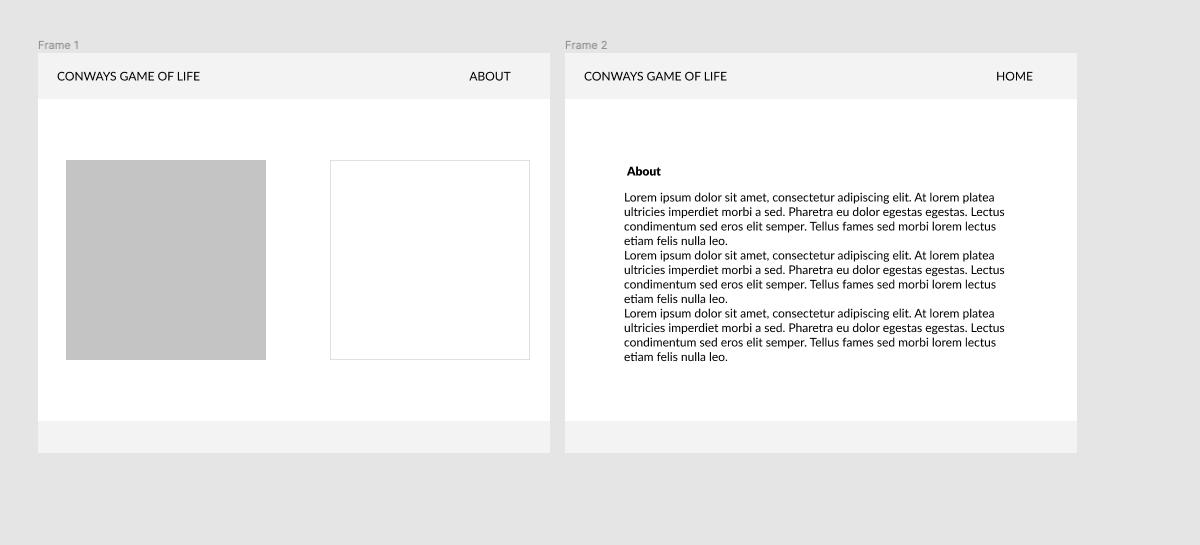 Frame 1
CONWAYS GAME OF LIFE
ABOUT
Frame 2
CONWAYS GAME OF LIFE
HOME
About
Lorem ipsum dolor sit amet, consectetur adipiscing elit. At lorem platea
ultricies imperdiet morbi a sed. Pharetra eu dolor egestas egestas. Lectus
condimentum sed eros elit semper. Tellus fames sed morbi lorem lectus
etiam felis nulla leo.
Lorem ipsum dolor sit amet, consectetur adipiscing elit. At lorem platea
ultricies imperdiet morbi a sed. Pharetra eu dolor egestas egestas. Lectus
condimentum sed eros elit semper. Tellus fames sed morbi lorem lectus
etiam felis nulla leo.
Lorem ipsum dolor sit amet, consectetur adipiscing elit. At lorem platea
ultricies imperdiet morbi a sed. Pharetra eu dolor egestas egestas. Lectus
condimentum sed eros elit semper. Tellus fames sed morbi lorem lectus
etiam felis nulla leo.